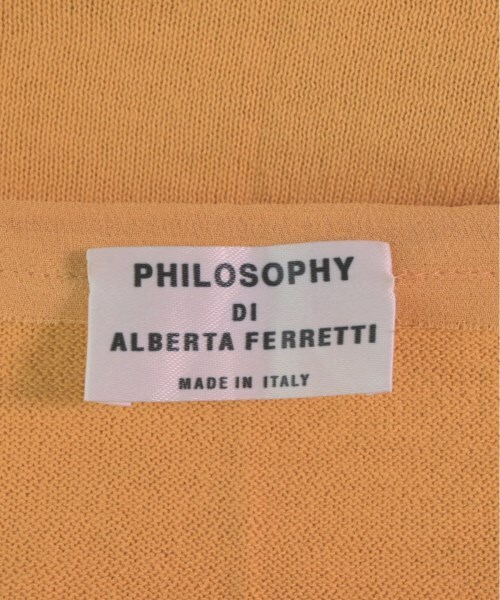 PHILOSOPHY
DI
ALBERTA FERRETTI
MADE IN ITALY